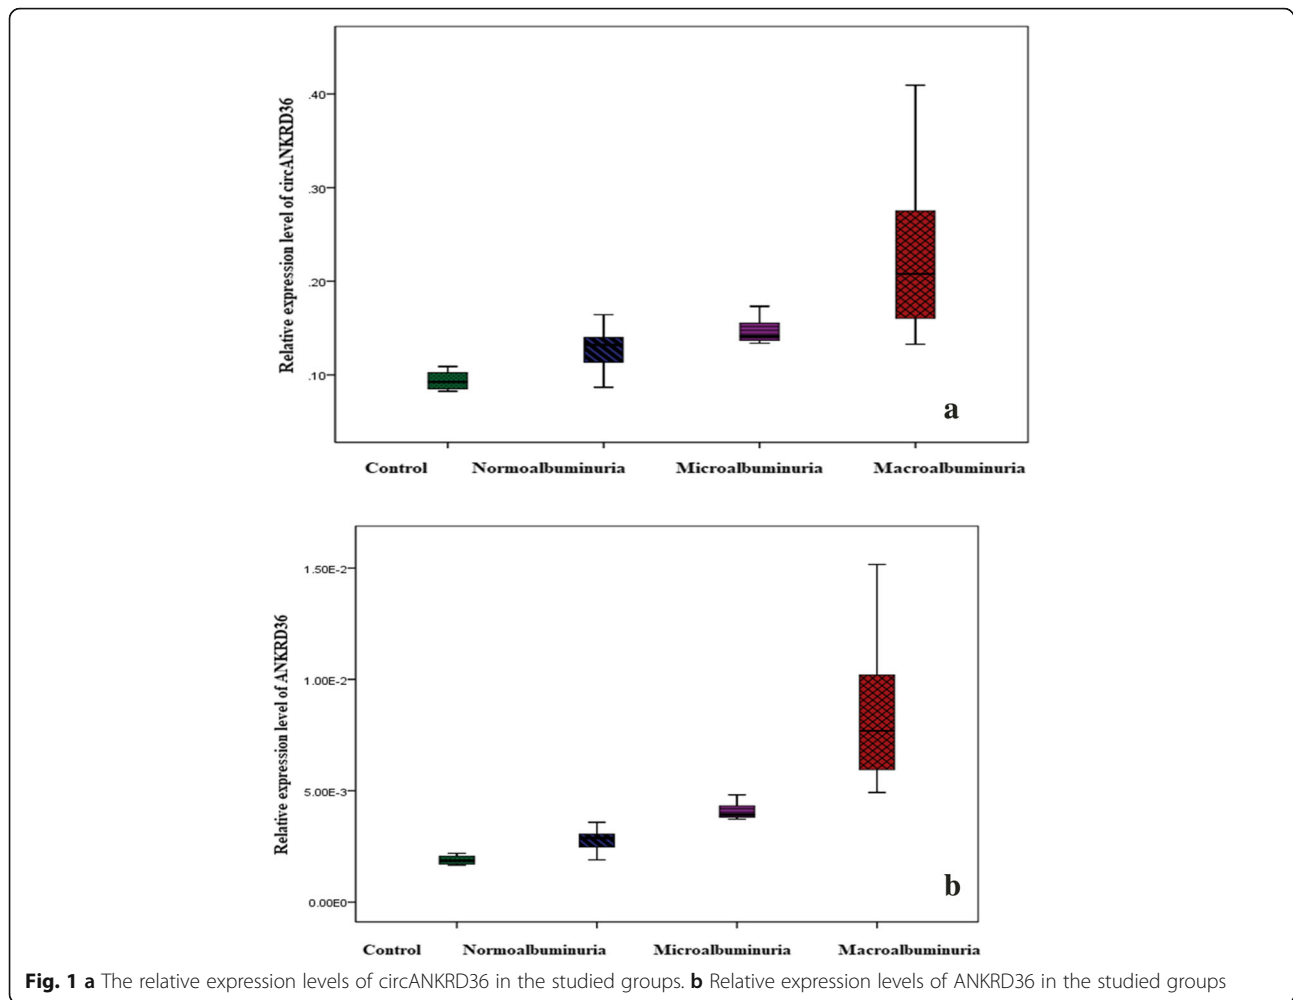 Relative expression level of circANKRD36
.40
.30
.20
.10
a
Control Normoalbuminuria Microalbuminuria Macroalbuminuria
Relative expression level of ANKRD36
1.50E-2
1.00E-2
5.00E-3
0.00E0
b
Control Normoalbuminuria Microalbuminuria Macroalbuminuria
Fig. 1 a The relative expression levels of circANKRD36 in the studied groups. b Relative expression levels of ANKRD36 in the studied groups